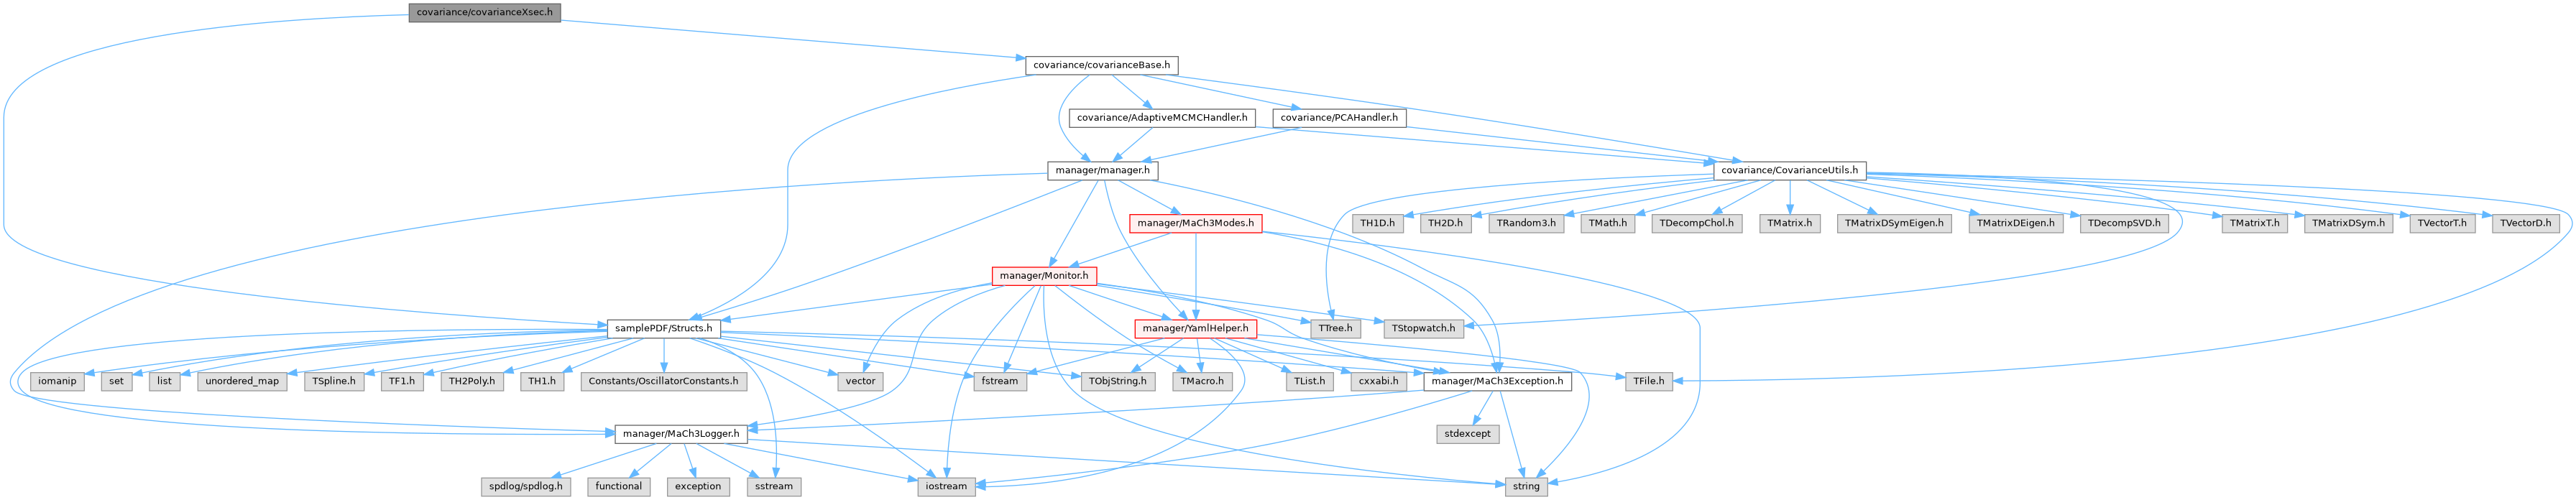 covariance/covarianceXsec.h
covariance/covarianceBase.h
covariance/AdaptiveMCMCHandler.h
covariance/PCAHandler.h
manager/manager.h
covariance/CovarianceUtils.h
manager/MaCh3Modes.h
TH1D.h
TH2D.h
TRandom3.h
TMath.h
TDecompChol.h
TMatrix.h
TMatrixDSymEigen.h
TMatrixDEigen.h
TDecompSVD.h
TMatrixT.h
TMatrixDSym.h
TVectorT.h
TVectorD.h
manager/Monitor.h
samplePDF/Structs.h
manager/YamlHelper.h
TTree.h
TStopwatch.h
iomanip
set
list
unordered_map
TSpline.h
TF1.h
TH2Poly.h
TH1.h
Constants/OscillatorConstants.h
vector
fstream
TObjString.h
TMacro.h
TList.h
cxxabi.h
manager/MaCh3Exception.h
TFile.h
manager/MaCh3Logger.h
stdexcept
spdlog/spdlog.h
functional
exception
sstream
iostream
string